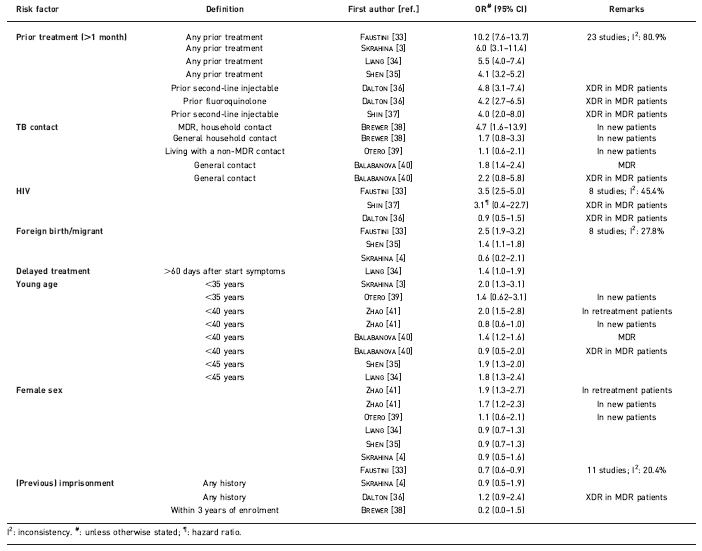 Risk factor Definition First author [ref.] OR# (95% CI) Remarks
Prior treatment (>1 month) Any prior treatment FAUSTINI [33] 10.2 (7.6–13.7) 23 studies; I²: 80.9%
Any prior treatment SKRAHINA [3] 6.0 (3.1–11.4)
Any prior treatment LIANG [34] 5.5 (4.0–7.4)
Any prior treatment SHEN [35] 4.1 (3.2–5.2)
Prior second-line injectable DALTON [36] 4.8 (3.1–7.4) XDR in MDR patients
Prior fluoroquinolone DALTON [36] 4.2 (2.7–6.5) XDR in MDR patients
Prior second-line injectable SHIN [37] 4.0 (2.0–8.0) XDR in MDR patients
TB contact MDR, household contact BREWER [38] 4.7 (1.6–13.9) In new patients
General household contact BREWER [38] 1.7 (0.8–3.3) In new patients
Living with a non-MDR contact OTERO [39] 1.1 (0.6–2.1) In new patients
General contact BALABANOVA [40] 1.8 (1.4–2.4) MDR
General contact BALABANOVA [40] 2.2 (0.8–5.8) XDR in MDR patients
HIV FAUSTINI [33] 3.5 (2.5–5.0) 8 studies; I²: 45.4%
SHIN [37] 3.1¶ (0.4–22.7) XDR in MDR patients
DALTON [36] 0.9 (0.5–1.5) XDR in MDR patients
Foreign birth/migrant FAUSTINI [33] 2.5 (1.9–3.2) 8 studies; I²: 27.8%
SHEN [35] 1.4 (1.1–1.8)
SKRAHINA [4] 0.6 (0.2–2.1)
Delayed treatment >60 days after start symptoms LIANG [34] 1.4 (1.0–1.9)
Young age <35 years SKRAHINA [3] 2.0 (1.3–3.1)
<35 years OTERO [39] 1.4 (0.62–3.1) In new patients
<40 years ZHAO [41] 2.0 (1.5–2.8) In retreatment patients
<40 years ZHAO [41] 0.8 (0.6–1.0) In new patients
<40 years BALABANOVA [40] 1.4 (1.2–1.6) MDR
<40 years BALABANOVA [40] 0.9 (0.5–2.0) XDR in MDR patients
<45 years SHEN [35] 1.9 (1.3–2.0)
<45 years LIANG [34] 1.8 (1.3–2.4)
Female sex ZHAO [41] 1.9 (1.3–2.7) In retreatment patients
ZHAO [41] 1.7 (1.2–2.3) In new patients
OTERO [39] 1.1 (0.6–2.1) In new patients
LIANG [34] 0.9 (0.7–1.3)
SHEN [35] 0.9 (0.7–1.3)
SKRAHINA [4] 0.9 (0.5–1.6)
FAUSTINI [33] 0.7 (0.6–0.9) 11 studies; I²: 20.4%
(Previous) imprisonment Any history SKRAHINA [4] 0.9 (0.5–1.9)
Any history DALTON [36] 1.2 (0.9–2.4) XDR in MDR patients
Within 3 years of enrolment BREWER [38] 0.2 (0.0–1.5)
I²: inconsistency. #: unless otherwise stated; ¶: hazard ratio.